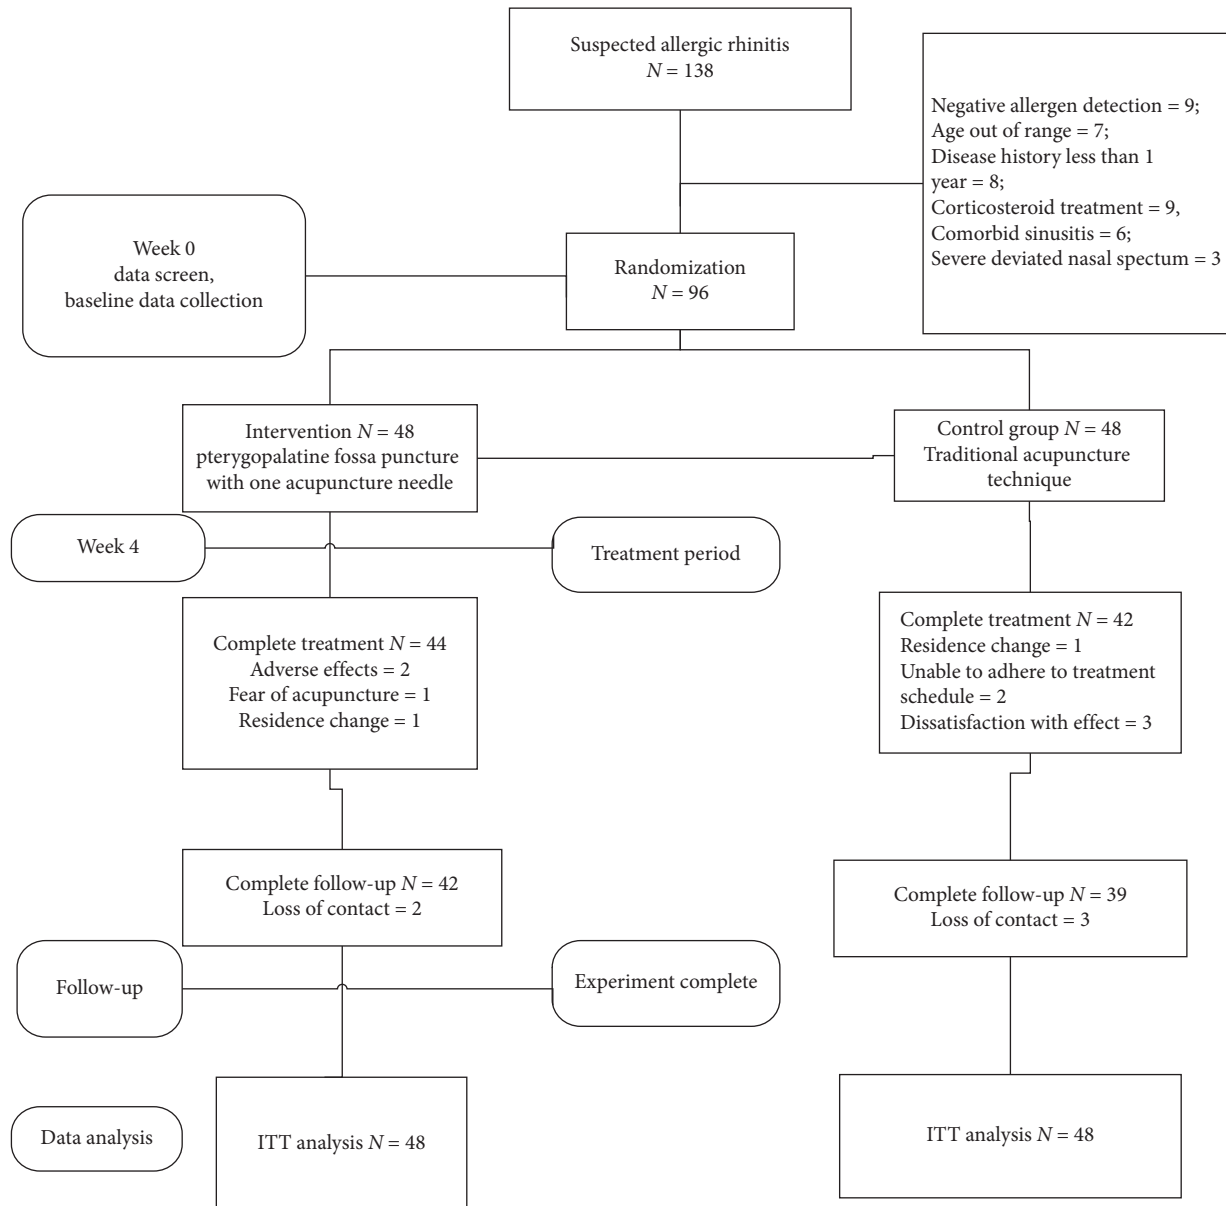 Suspected allergic rhinitis
N = 138
Negative allergen detection = 9;
Age out of range = 7;
Disease history less than 1
year = 8;
Corticosteroid treatment = 9,
Comorbid sinusitis = 6;
Severe deviated nasal spectum = 3
Week 0
data screen,
baseline data collection
Randomization
N = 96
Intervention N = 48
pterygopalatine fossa puncture
with one acupuncture needle
Control group N = 48
Traditional acupuncture
technique
Week 4
Treatment period
Complete treatment N = 44
Adverse effects = 2
Fear of acupuncture = 1
Residence change = 1
Complete treatment N = 42
Residence change = 1
Unable to adhere to treatment
schedule = 2
Dissatisfaction with effect = 3
Complete follow-up N = 42
Loss of contact = 2
Complete follow-up N = 39
Loss of contact = 3
Follow-up
Experiment complete
Data analysis
ITT analysis N = 48
ITT analysis N = 48